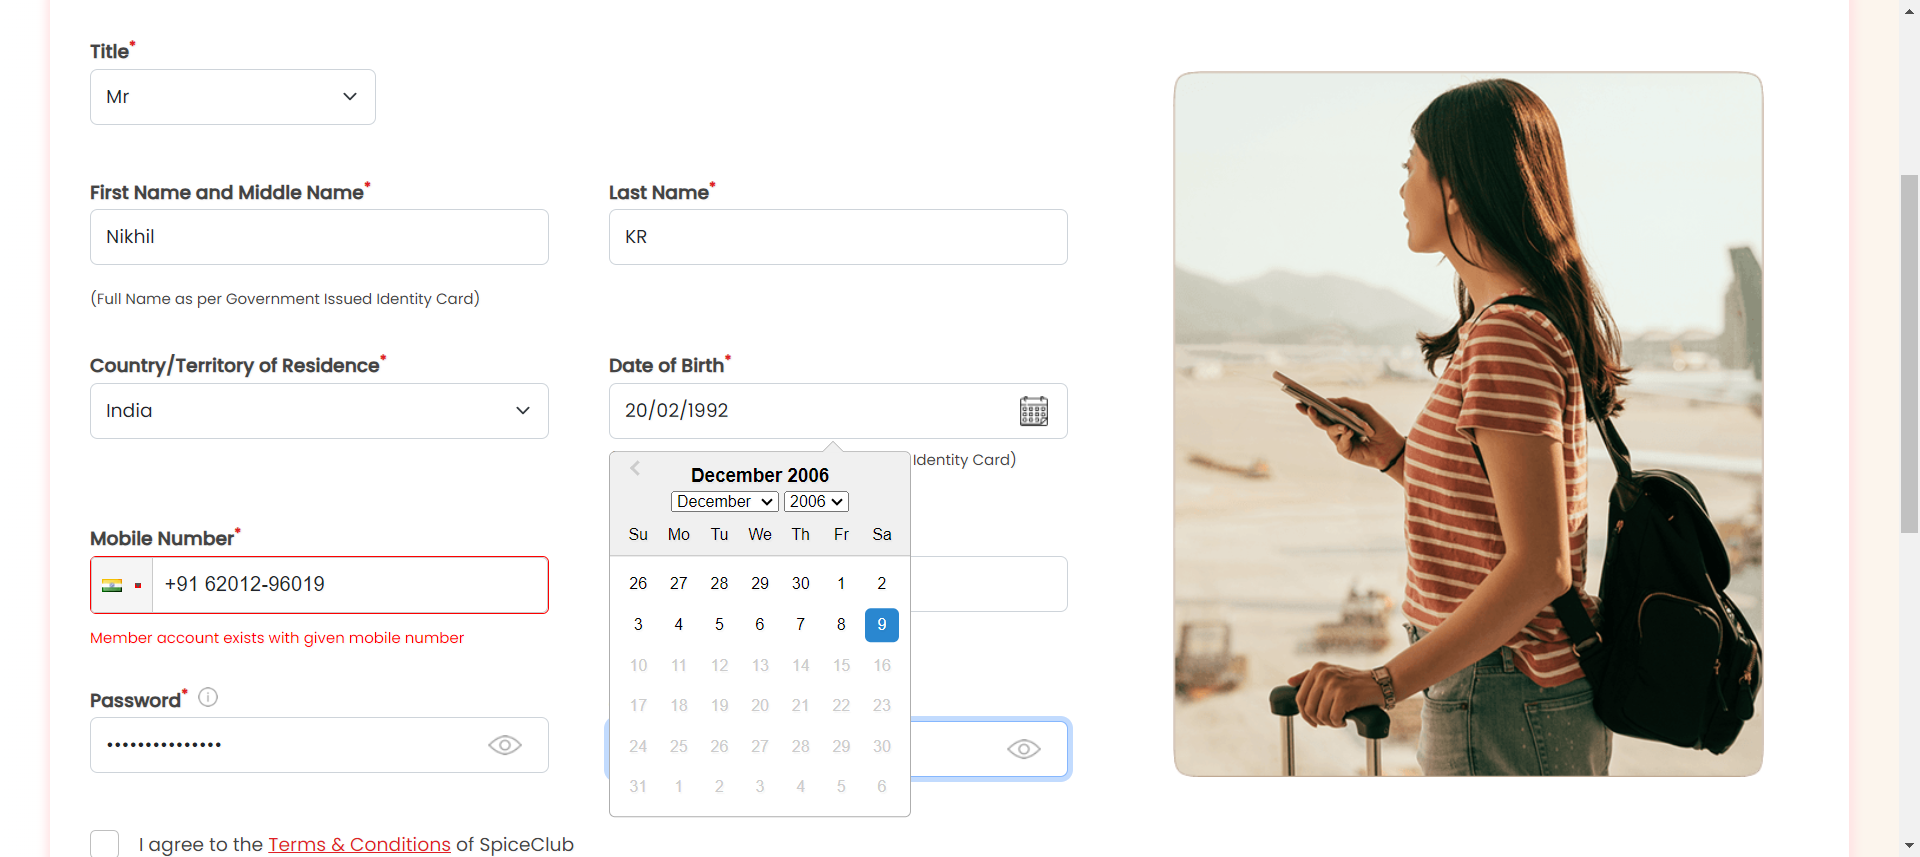 Title*
Mr
First Name and Middle Name*
Last Name*
Nikhil
KR
(Full Name as per Government Issued Identity Card)
Country/Territory of Residence*
Date of Birth*
India
20/02/1992
Identity Card)
December 2006
December 2006
Su Mo Tu We Th Fr Sa
26 27 28 29 30 1 2
3 4 5 6 7 8 9
10 11 12 13 14 15 16
17 18 19 20 21 22 23
24 25 26 27 28 29 30
31 1 2 3 4 5 6
Mobile Number*
+91 62012-96019
Member account exists with given mobile number
Password*
•••••••••••••••
I agree to the Terms & Conditions of SpiceClub